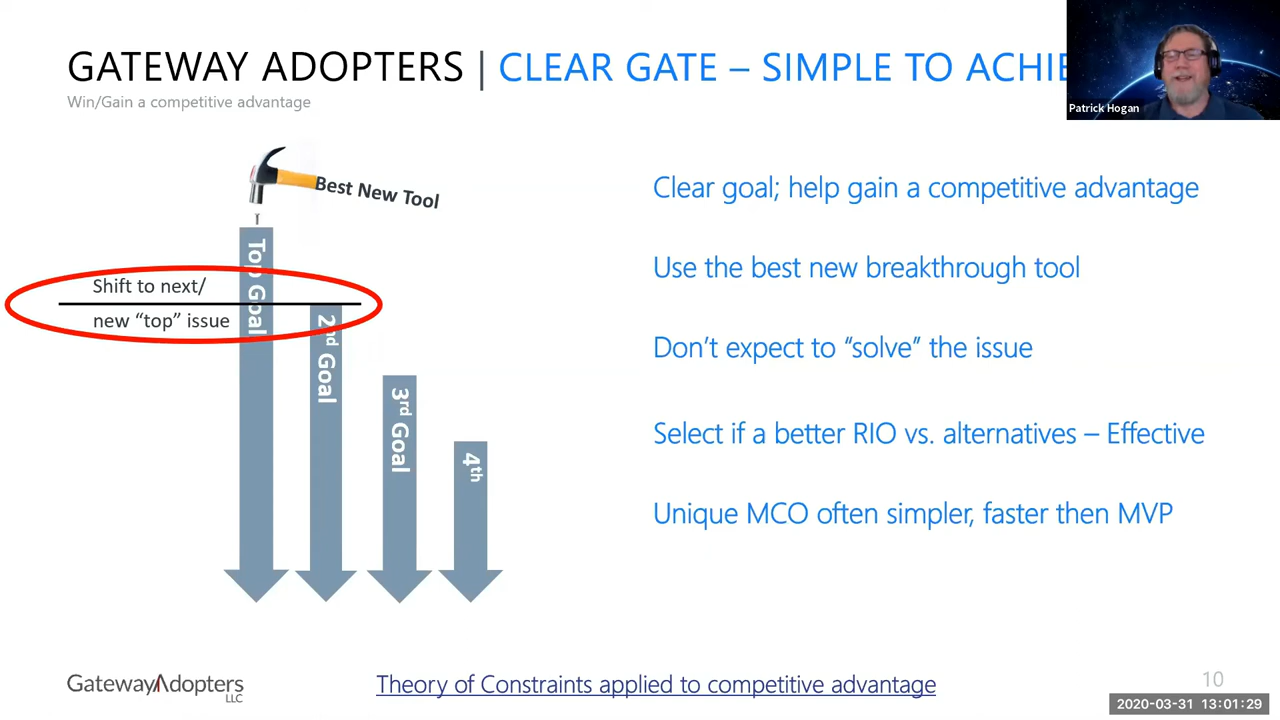 GATEWAY ADOPTERS | CLEAR GATE – SIMPLE TO ACHIE
Win/Gain a competitive advantage
Patrick Hogan
Best New Tool
Top Goal
Shift to next/
new “top” issue
2nd Goal
3rd Goal
4th
Clear goal; help gain a competitive advantage
Use the best new breakthrough tool
Don’t expect to “solve” the issue
Select if a better RIO vs. alternatives – Effective
Unique MCO often simpler, faster then MVP
GatewayAdopters
LLC
Theory of Constraints applied to competitive advantage
10
2020-03-31 13:01:29